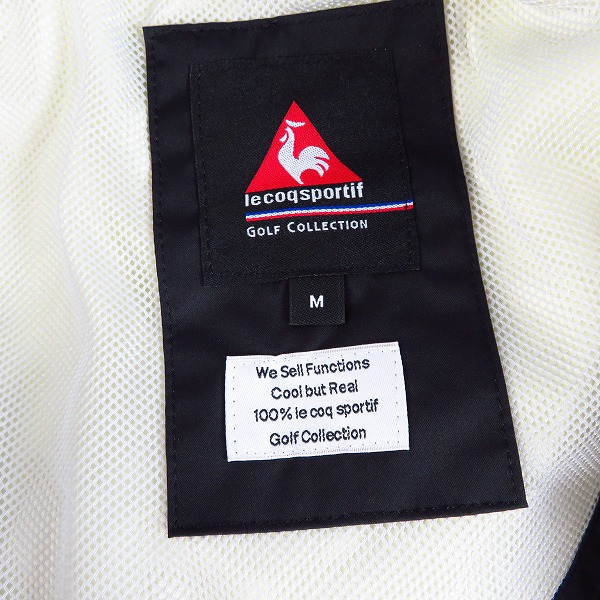 lecoqsportif
GOLF COLLECTION
M
We Sell Functions
Cool but Real
100% le coq sportif
Golf Collection